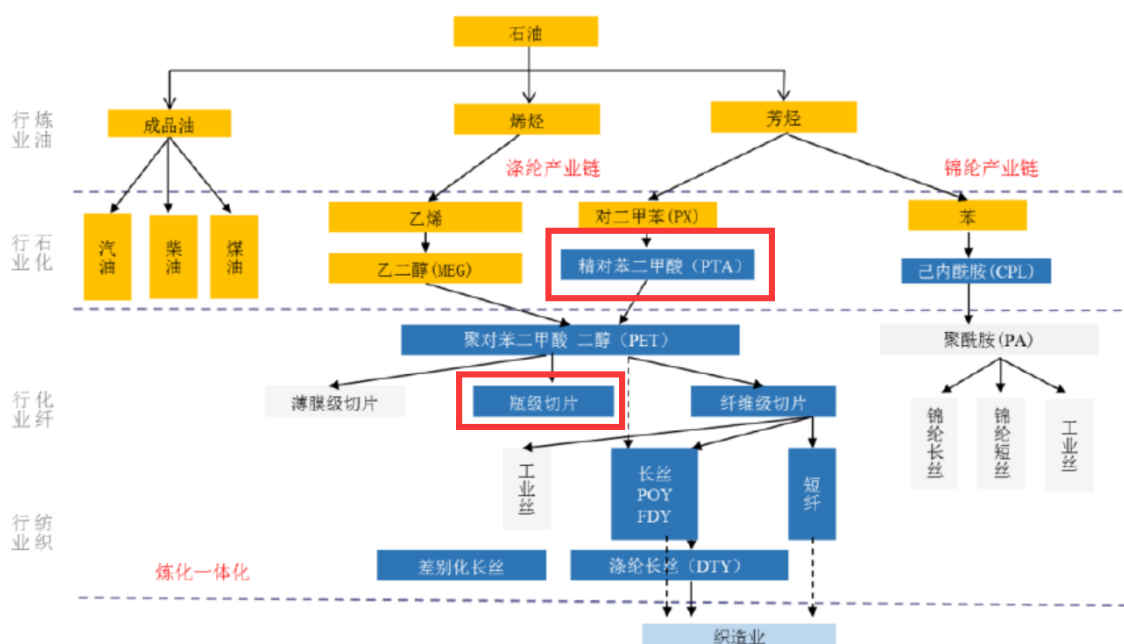 石油
炼油
行业
成品油
烯烃
芳烃
涤纶产业链
锦纶产业链
石化
行业
汽油
柴油
煤油
乙烯
对二甲苯(PX)
苯
乙二醇(MEG)
精对苯二甲酸（PTA）
己内酰胺(CPL)
聚对苯二甲酸 二醇（PET）
聚酰胺(PA)
化纤
行业
薄膜级切片
瓶级切片
纤维级切片
锦纶长丝
锦纶短丝
工业丝
工业丝
长丝
POY
FDY
短纤
纺织
行业
差别化长丝
涤纶长丝（DTY）
炼化一体化
织造业